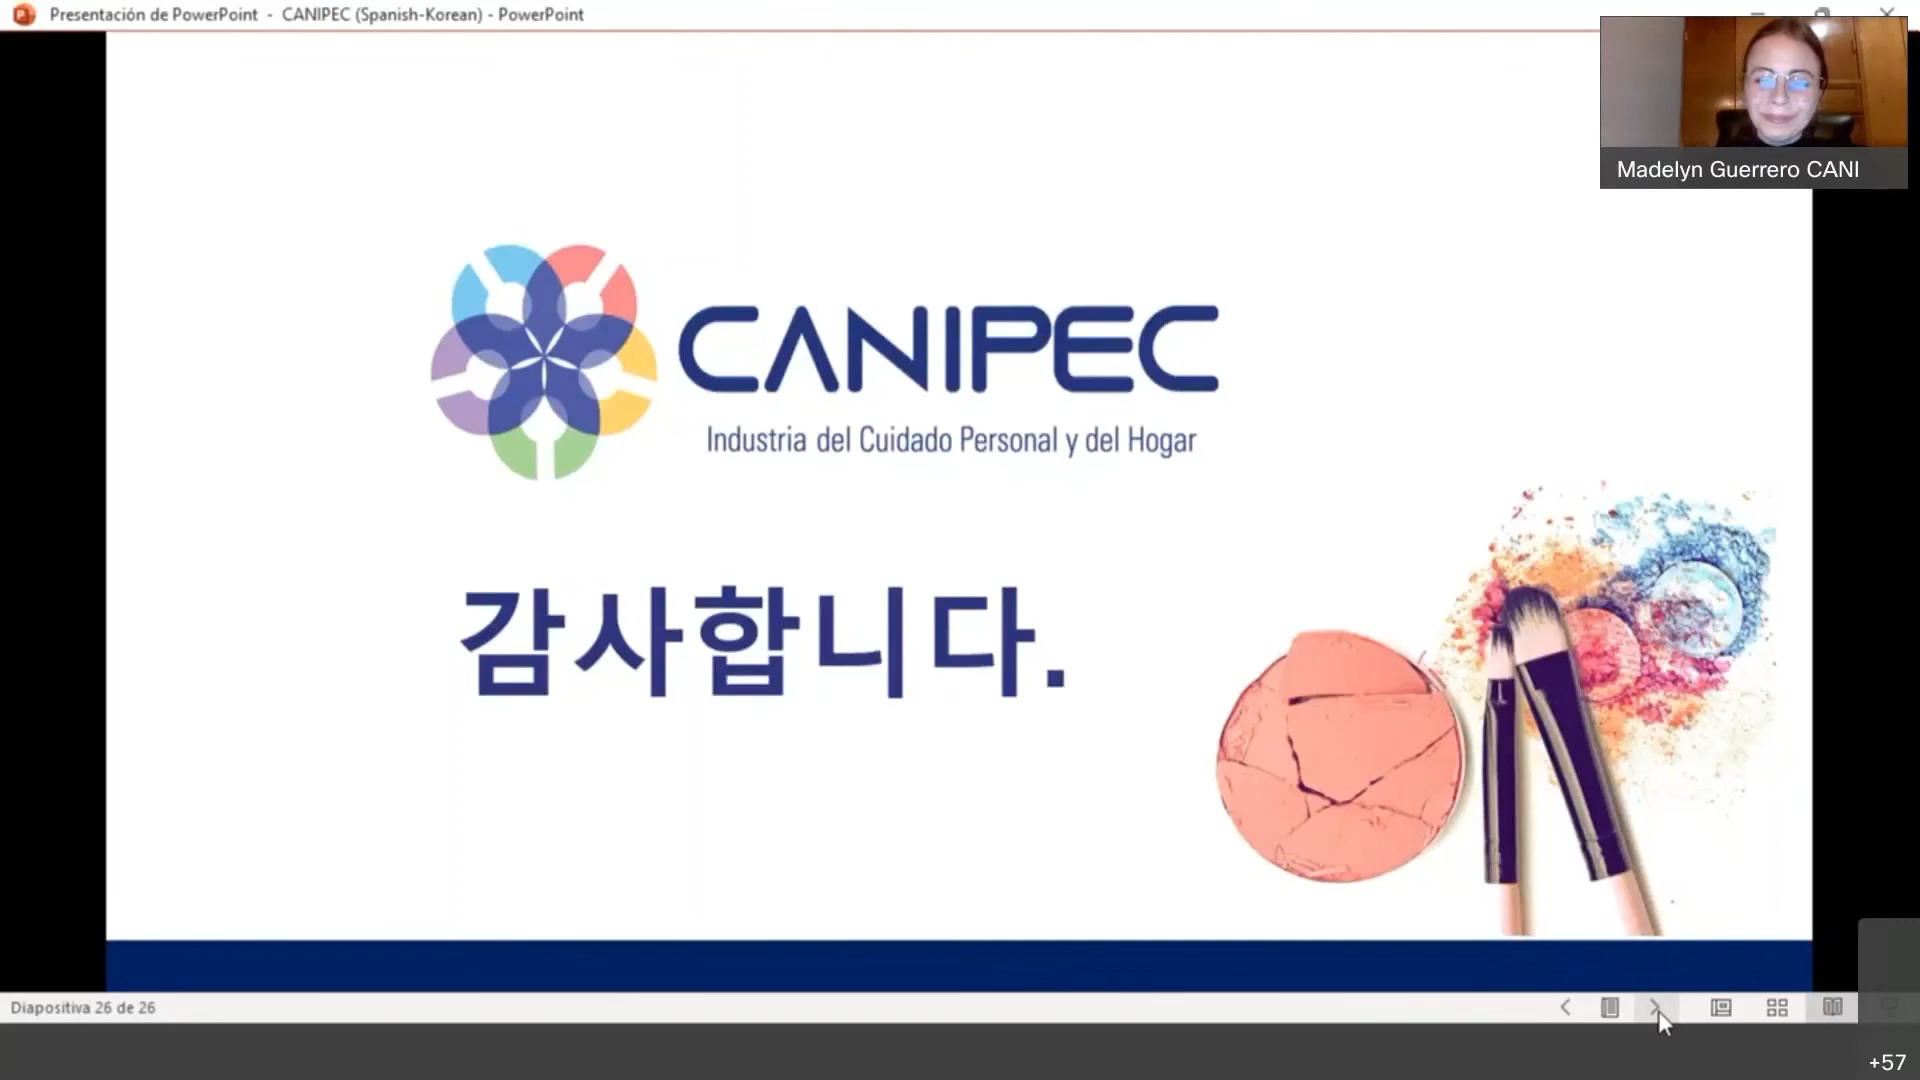 Presentación de PowerPoint - CANIPEC (Spanish-Korean) - PowerPoint
Madelyn Guerrero CANI
CANIPEC
Industria del Cuidado Personal y del Hogar
감사합니다.
Diapositiva 26 de 26
+57